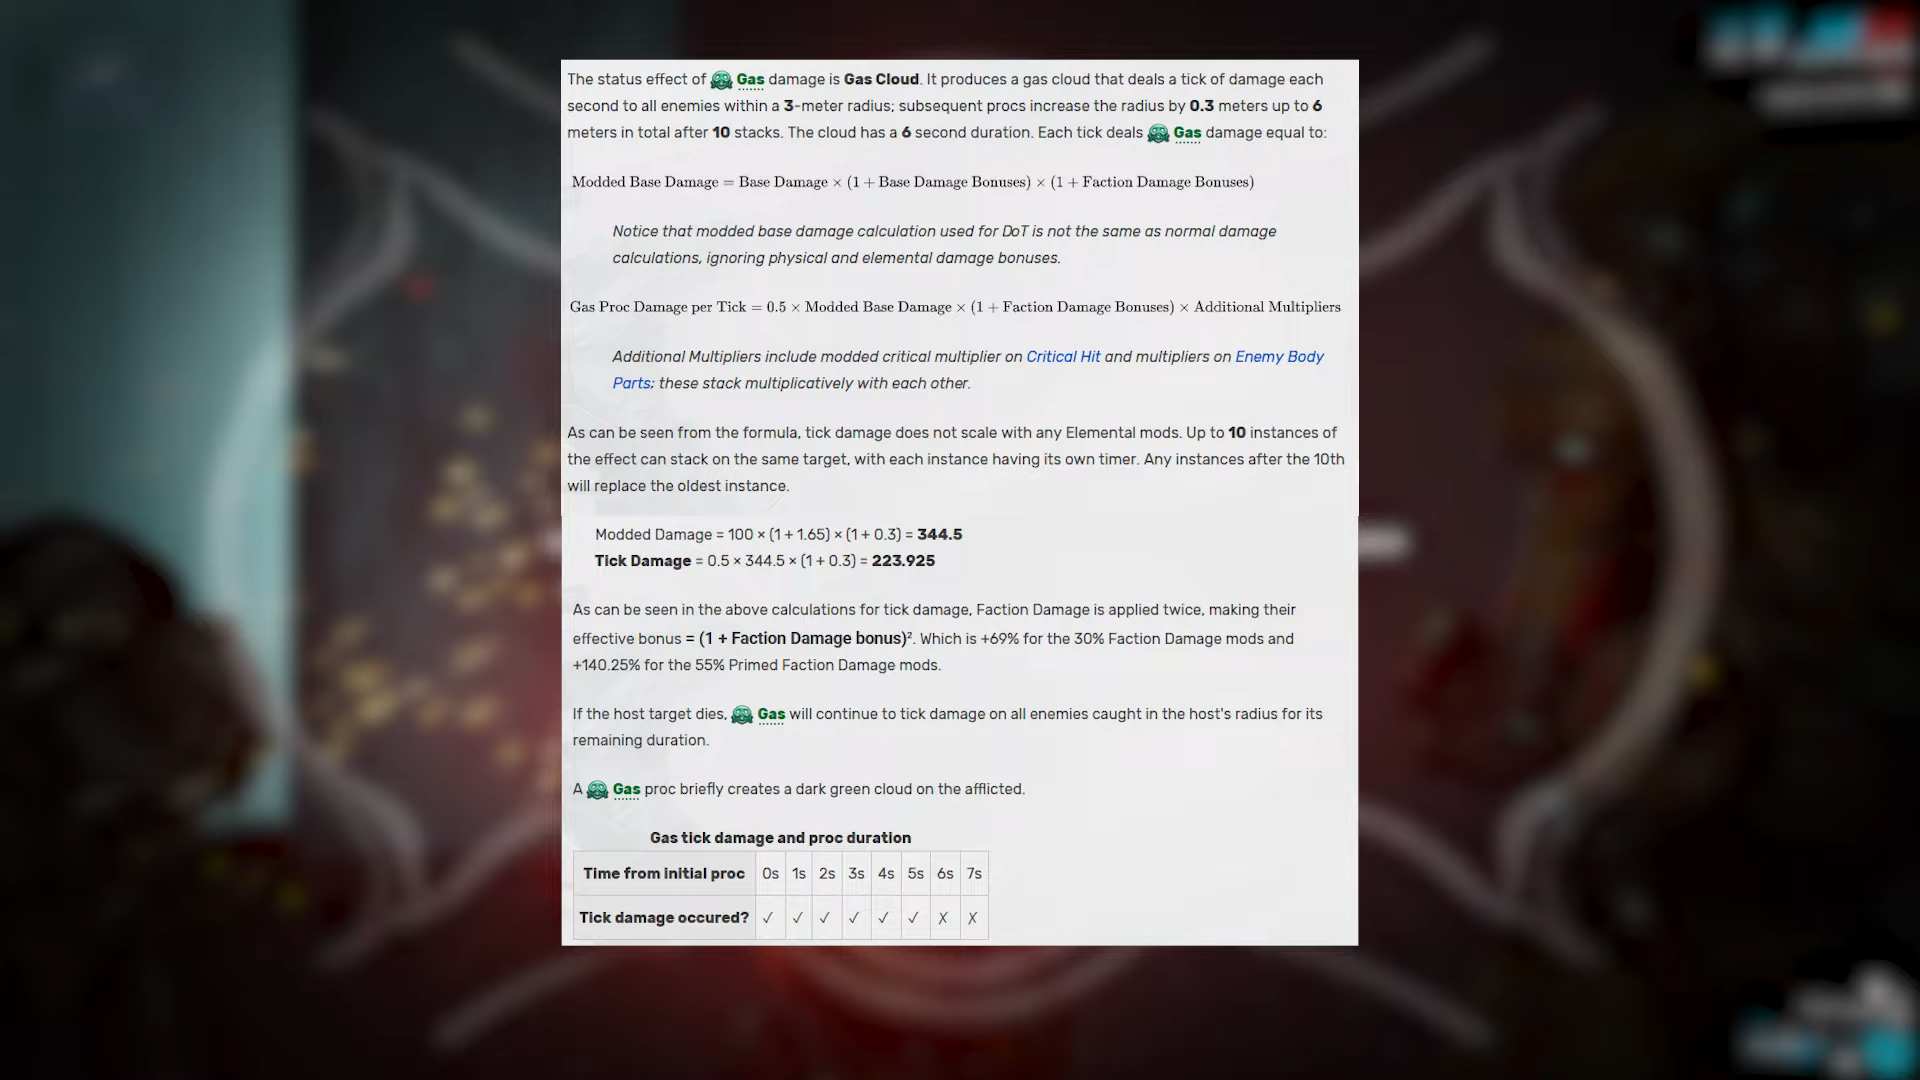 The status effect of Gas damage is Gas Cloud. It produces a gas cloud that deals a tick of damage each
second to all enemies within a 3-meter radius; subsequent procs increase the radius by 0.3 meters up to 6
meters in total after 10 stacks. The cloud has a 6 second duration. Each tick deals Gas damage equal to:
Modded Base Damage = Base Damage × (1 + Base Damage Bonuses) × (1 + Faction Damage Bonuses)
Notice that modded base damage calculation used for DoT is not the same as normal damage
calculations, ignoring physical and elemental damage bonuses.
Gas Proc Damage per Tick = 0.5 × Modded Base Damage × (1 + Faction Damage Bonuses) × Additional Multipliers
Additional Multipliers include modded critical multiplier on Critical Hit and multipliers on Enemy Body
Parts; these stack multiplicatively with each other.
As can be seen from the formula, tick damage does not scale with any Elemental mods. Up to 10 instances of
the effect can stack on the same target, with each instance having its own timer. Any instances after the 10th
will replace the oldest instance.
Modded Damage = 100 × (1 + 1.65) × (1 + 0.3) = 344.5
Tick Damage = 0.5 × 344.5 × (1 + 0.3) = 223.925
As can be seen in the above calculations for tick damage, Faction Damage is applied twice, making their
effective bonus = (1 + Faction Damage bonus)². Which is +69% for the 30% Faction Damage mods and
+140.25% for the 55% Primed Faction Damage mods.
If the host target dies, Gas will continue to tick damage on all enemies caught in the host's radius for its
remaining duration.
A Gas proc briefly creates a dark green cloud on the afflicted.
Gas tick damage and proc duration
Time from initial proc 0s 1s 2s 3s 4s 5s 6s 7s
Tick damage occured? ✓ ✓ ✓ ✓ ✓ ✓ X X